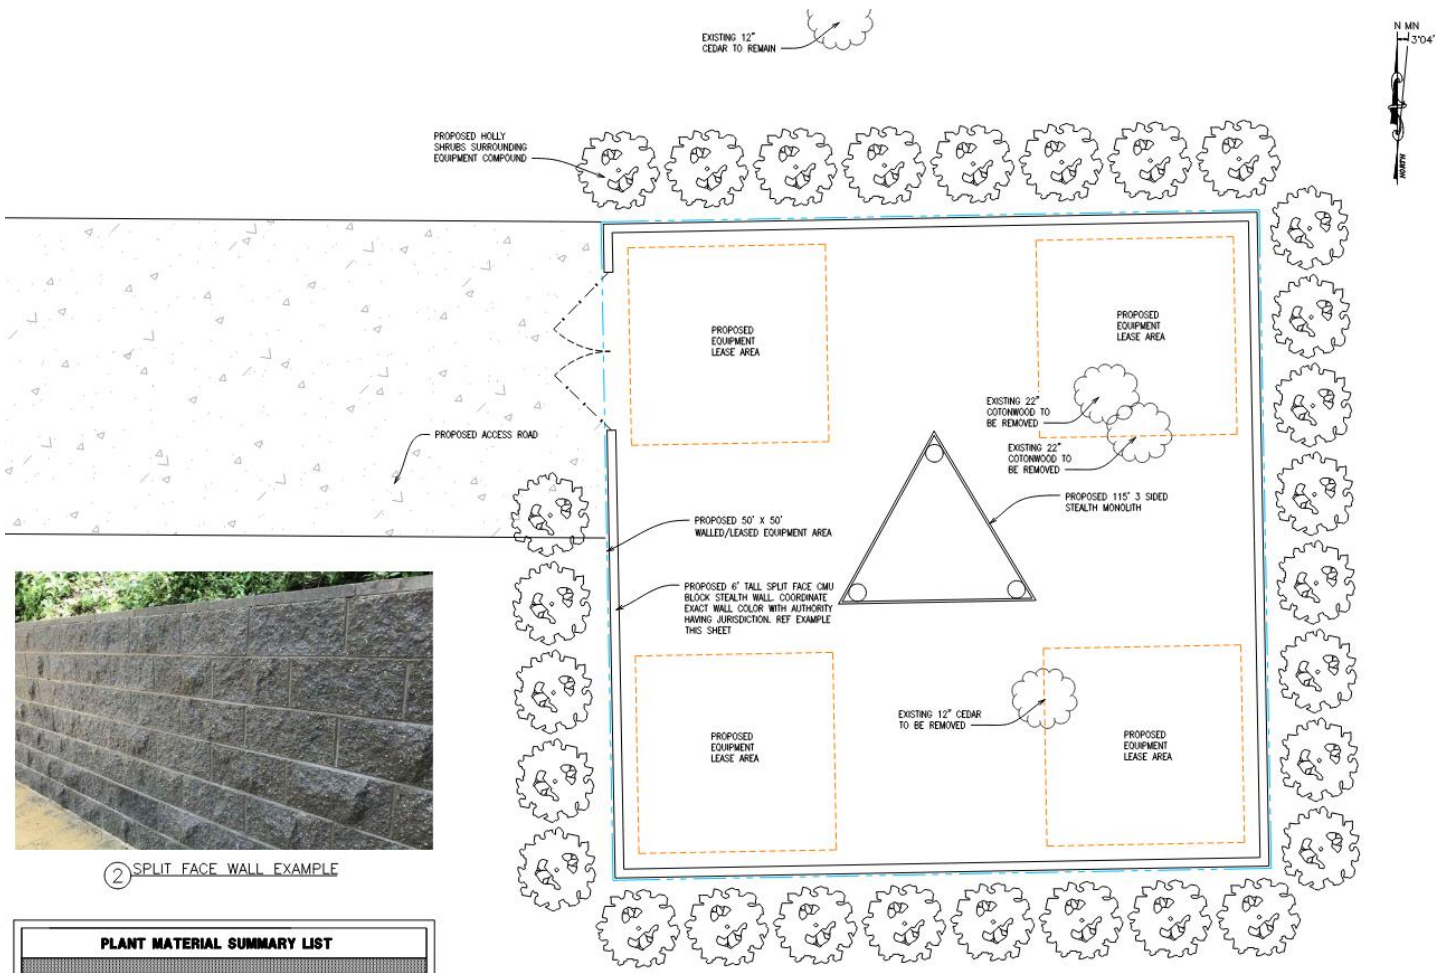 EXISTING 12"
CEDAR TO REMAIN
N MN
3°04'
NORTH
PROPOSED HOLLY
SHRUBS SURROUNDING
EQUIPMENT COMPOUND
PROPOSED
EQUIPMENT
LEASE AREA
PROPOSED
EQUIPMENT
LEASE AREA
EXISTING 22"
COTONWOOD TO
BE REMOVED
EXISTING 22"
COTONWOOD TO
BE REMOVED
PROPOSED ACCESS ROAD
PROPOSED 115' 3 SIDED
STEALTH MONOLITH
PROPOSED 50' X 50'
WALLED/LEASED EQUIPMENT AREA
PROPOSED 6' TALL SPLIT FACE CMU
BLOCK STEALTH WALL. COORDINATE
EXACT WALL COLOR WITH AUTHORITY
HAVING JURISDICTION. REF EXAMPLE
THIS SHEET
EXISTING 12" CEDAR
TO BE REMOVED
PROPOSED
EQUIPMENT
LEASE AREA
PROPOSED
EQUIPMENT
LEASE AREA
2 SPLIT FACE WALL EXAMPLE
PLANT MATERIAL SUMMARY LIST